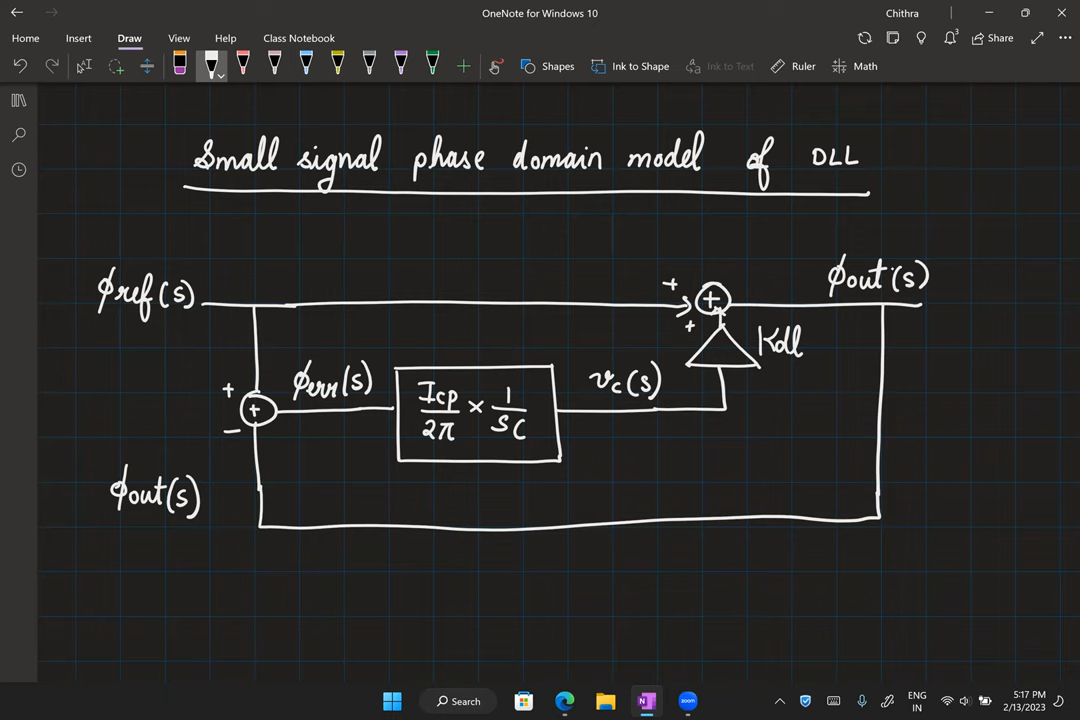 OneNote for Windows 10
Chithra
Home Insert Draw View Help Class Notebook
3
Share
Shapes Ink to Shape Ink to Text Ruler Math
Small signal phase domain model of DLL
ϕref(s)
+
+
+
ϕout(s)
Kdl
+
+
−
ϕerr(s)
Icp/2π × 1/SC
vc(s)
ϕout(s)
Search
zoom
ENG
IN
5:17 PM
2/13/2023